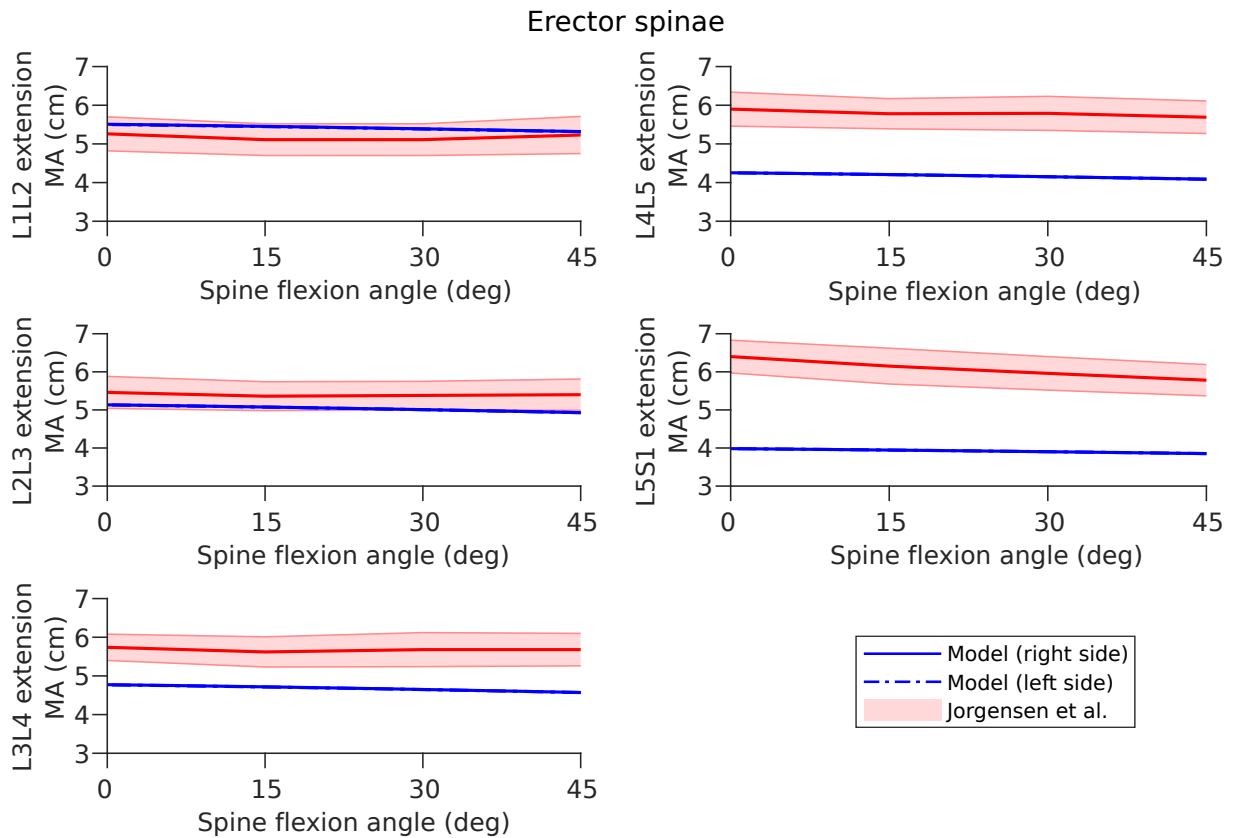 Erector spinae
L1L2 extension
MA (cm)
7
6
5
4
3
0 15 30 45
Spine flexion angle (deg)
L4L5 extension
MA (cm)
7
6
5
4
3
0 15 30 45
Spine flexion angle (deg)
L2L3 extension
MA (cm)
7
6
5
4
3
0 15 30 45
Spine flexion angle (deg)
L5S1 extension
MA (cm)
7
6
5
4
3
0 15 30 45
Spine flexion angle (deg)
L3L4 extension
MA (cm)
7
6
5
4
3
0 15 30 45
Spine flexion angle (deg)
Model (right side)
Model (left side)
Jorgensen et al.